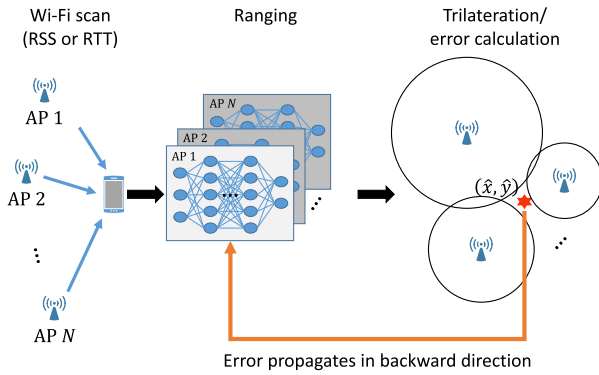 Wi-Fi scan
(RSS or RTT)
Ranging
Trilateration/
error calculation
AP 1
AP 2
⋮
AP N
AP N
AP 2
AP 1
...
...
(x̂, ŷ)
...
Error propagates in backward direction